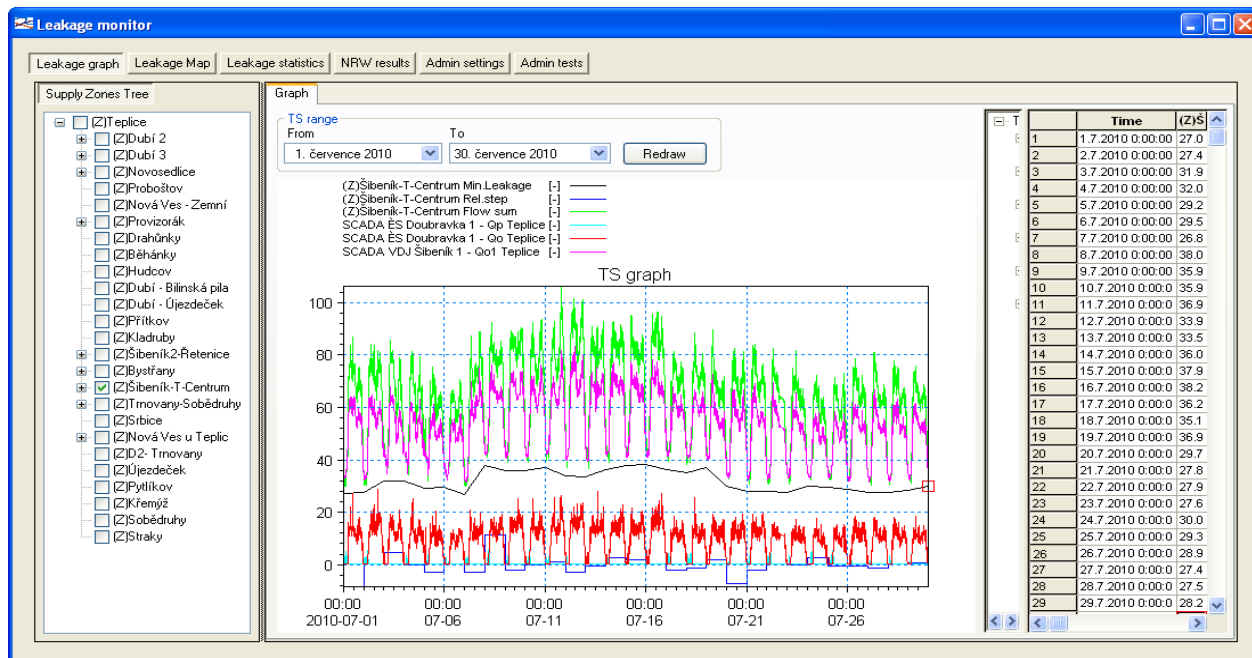 Leakage monitor
Leakage graph Leakage Map Leakage statistics NRW results Admin settings Admin tests
Supply Zones Tree
(Z)Teplice
(Z)Dubí 2
(Z)Dubí 3
(Z)Novosedlice
(Z)Proboštov
(Z)Nová Ves - Zemní
(Z)Provizorák
(Z)Drahůnky
(Z)Běhánky
(Z)Hudcov
(Z)Dubí - Bilinská pila
(Z)Dubí - Újezdeček
(Z)Přítkov
(Z)Kladruby
(Z)Šibeník2-Řetenice
(Z)Bystřany
(Z)Šibeník-T-Centrum
(Z)Trnovany-Sobědruhy
(Z)Srbice
(Z)Nová Ves u Teplic
(Z)D2- Trnovany
(Z)Újezdeček
(Z)Pytlíkov
(Z)Křemýž
(Z)Sobědruhy
(Z)Straky
Graph
TS range
From To
1. července 2010 30. července 2010 Redraw
(Z)Šibeník-T-Centrum Min.Leakage [-]
(Z)Šibeník-T-Centrum Rel.step [-]
(Z)Šibeník-T-Centrum Flow sum [-]
SCADA ÈS Doubravka 1 - Qp Teplice [-]
SCADA ÈS Doubravka 1 - Qo Teplice [-]
SCADA VDJ Šibeník 1 - Qo1 Teplice [-]
TS graph
100
80
60
40
20
0
00:00 00:00 00:00 00:00 00:00 00:00
2010-07-01 07-06 07-11 07-16 07-21 07-26
T
Time (Z)Š
1 1.7.2010 0:00:00 27.0
2 2.7.2010 0:00:00 27.4
3 3.7.2010 0:00:00 31.9
4 4.7.2010 0:00:00 32.0
5 5.7.2010 0:00:00 29.2
6 6.7.2010 0:00:00 29.5
7 7.7.2010 0:00:00 26.8
8 8.7.2010 0:00:00 38.0
9 9.7.2010 0:00:00 35.9
10 10.7.2010 0:00:0 35.9
11 11.7.2010 0:00:0 36.9
12 12.7.2010 0:00:0 33.9
13 13.7.2010 0:00:0 33.5
14 14.7.2010 0:00:0 36.0
15 15.7.2010 0:00:0 37.9
16 16.7.2010 0:00:0 38.2
17 17.7.2010 0:00:0 36.2
18 18.7.2010 0:00:0 35.1
19 19.7.2010 0:00:0 36.9
20 20.7.2010 0:00:0 29.7
21 21.7.2010 0:00:0 27.8
22 22.7.2010 0:00:0 27.9
23 23.7.2010 0:00:0 27.6
24 24.7.2010 0:00:0 30.0
25 25.7.2010 0:00:0 29.3
26 26.7.2010 0:00:0 28.9
27 27.7.2010 0:00:0 27.4
28 28.7.2010 0:00:0 27.5
29 29.7.2010 0:00:0 28.2